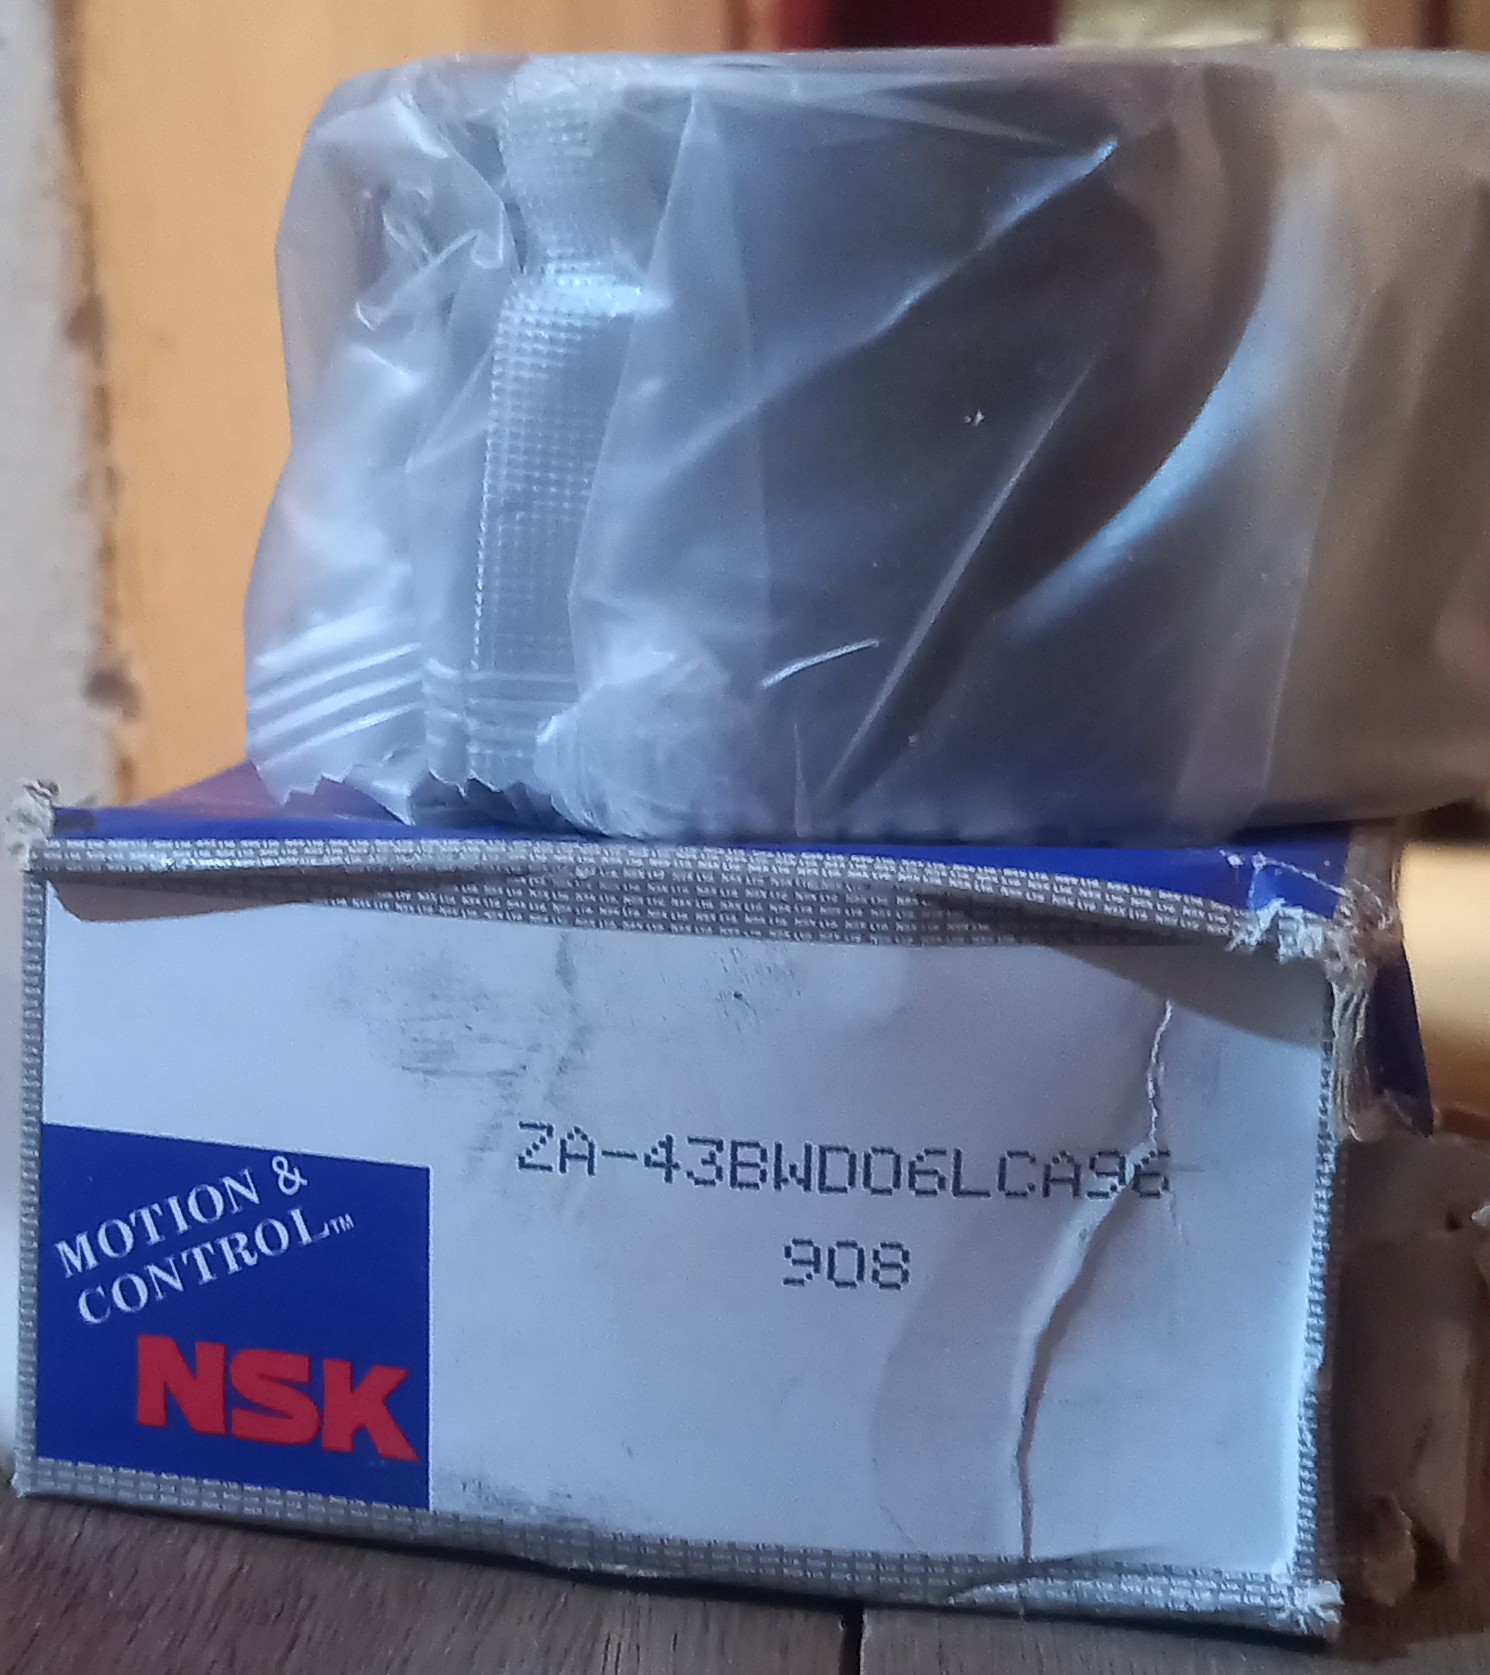 ZA-43BWD06LCA96
908
MOTION &
CONTROL™
NSK